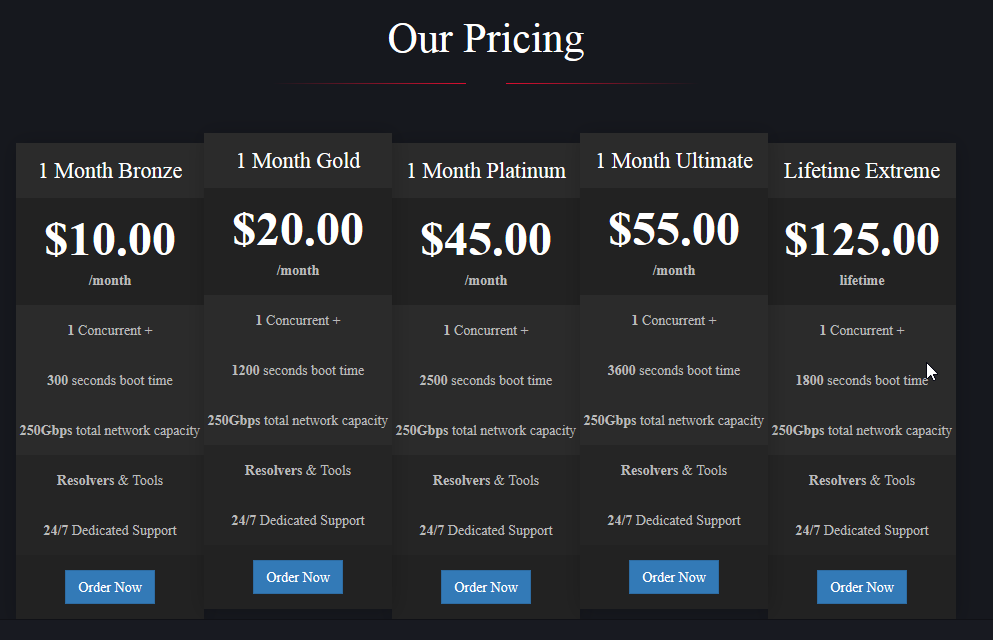 Our Pricing
1 Month Bronze
$10.00
/month
1 Concurrent +
300 seconds boot time
250Gbps total network capacity
Resolvers & Tools
24/7 Dedicated Support
Order Now
1 Month Gold
$20.00
/month
1 Concurrent +
1200 seconds boot time
250Gbps total network capacity
Resolvers & Tools
24/7 Dedicated Support
Order Now
1 Month Platinum
$45.00
/month
1 Concurrent +
2500 seconds boot time
250Gbps total network capacity
Resolvers & Tools
24/7 Dedicated Support
Order Now
1 Month Ultimate
$55.00
/month
1 Concurrent +
3600 seconds boot time
250Gbps total network capacity
Resolvers & Tools
24/7 Dedicated Support
Order Now
Lifetime Extreme
$125.00
lifetime
1 Concurrent +
1800 seconds boot time
250Gbps total network capacity
Resolvers & Tools
24/7 Dedicated Support
Order Now